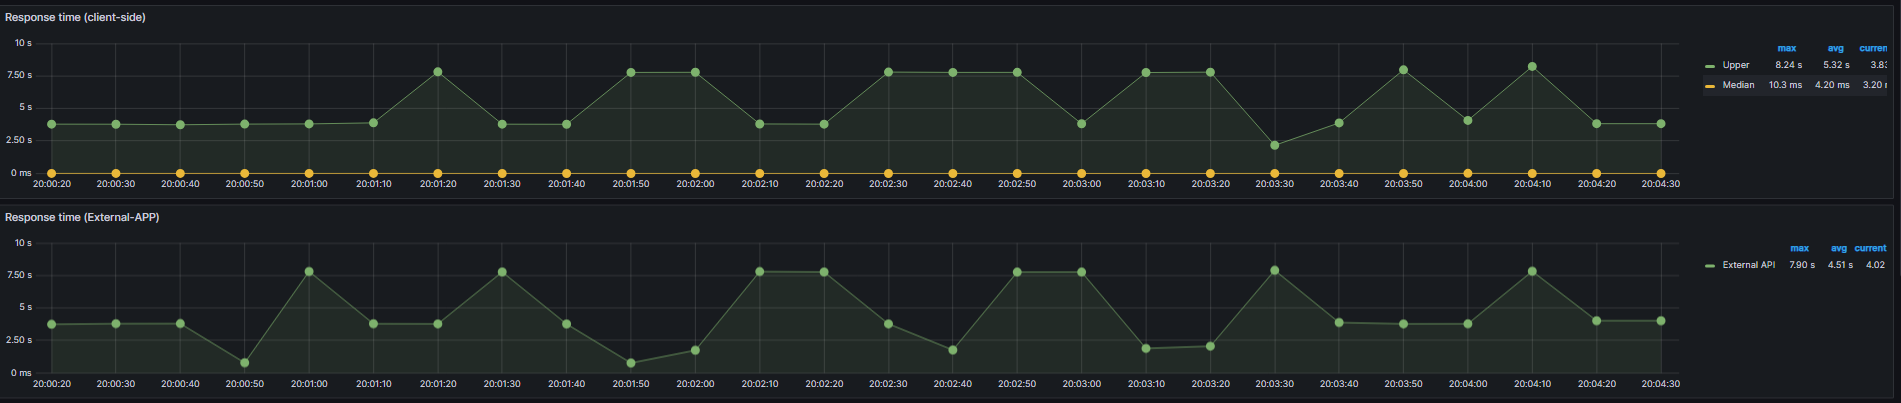 Response time (client-side)
max avg curren
10 s
7.50 s
5 s
2.50 s
0 ms
Upper 8.24 s 5.32 s 3.83
Median 10.3 ms 4.20 ms 3.20
20:00:20 20:00:30 20:00:40 20:00:50 20:01:00 20:01:10 20:01:20 20:01:30 20:01:40 20:01:50 20:02:00 20:02:10 20:02:20 20:02:30 20:02:40 20:02:50 20:03:00 20:03:10 20:03:20 20:03:30 20:03:40 20:03:50 20:04:00 20:04:10 20:04:20 20:04:30
Response time (External-APP)
max avg current
10 s
7.50 s
5 s
2.50 s
0 ms
External API 7.90 s 4.51 s 4.02
20:00:20 20:00:30 20:00:40 20:00:50 20:01:00 20:01:10 20:01:20 20:01:30 20:01:40 20:01:50 20:02:00 20:02:10 20:02:20 20:02:30 20:02:40 20:02:50 20:03:00 20:03:10 20:03:20 20:03:30 20:03:40 20:03:50 20:04:00 20:04:10 20:04:20 20:04:30